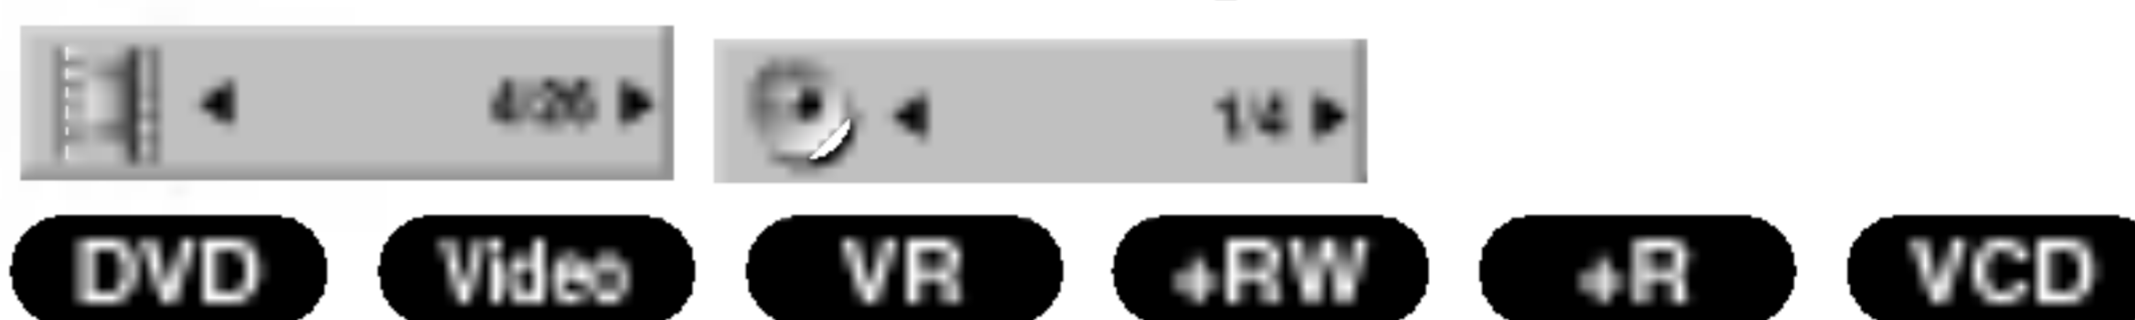 ◄ 4/26 ►
◄ 1/4 ►
DVD Video VR +RW +R VCD